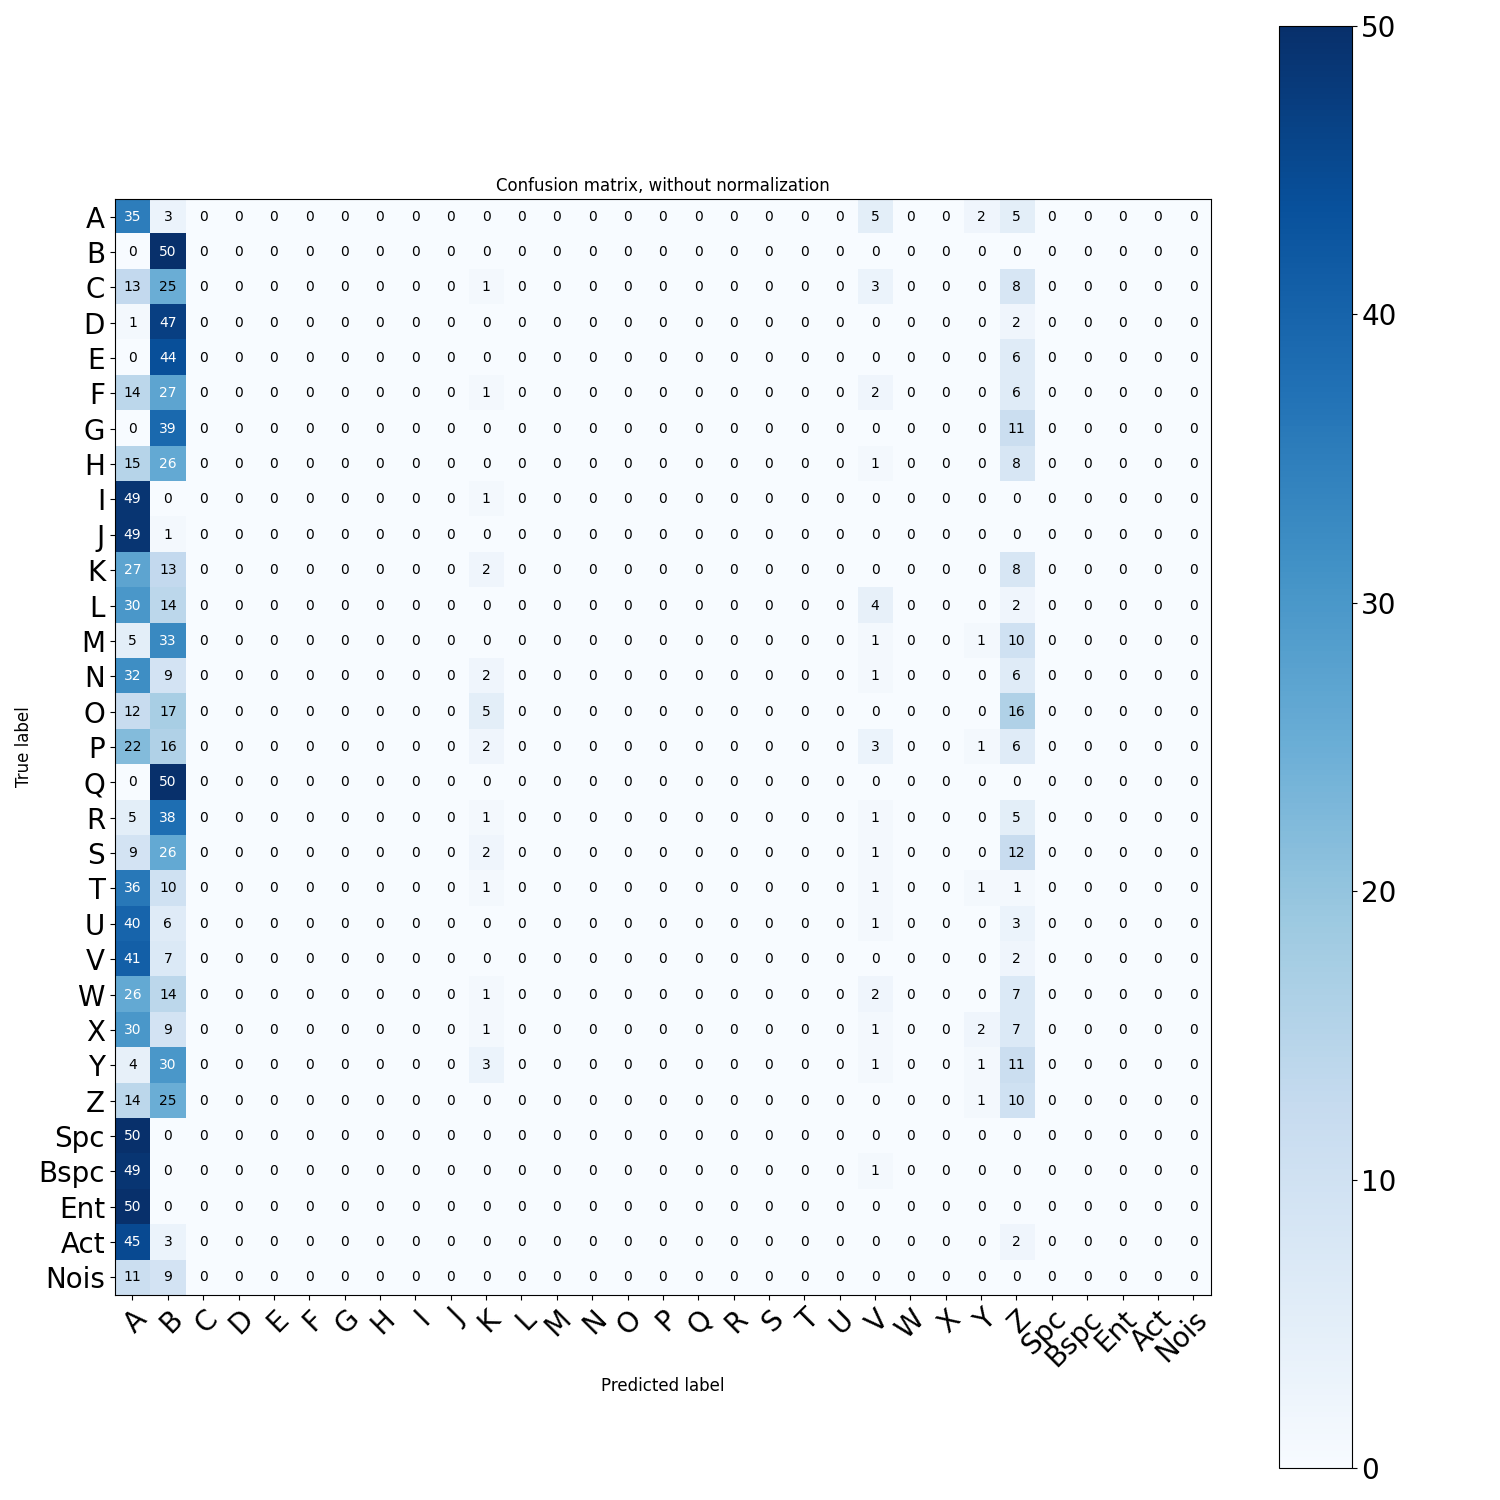 Confusion matrix, without normalization
A 35 3 0 0 0 0 0 0 0 0 0 0 0 0 0 0 0 0 0 0 0 5 0 0 2 5 0 0 0 0 0
B 0 50 0 0 0 0 0 0 0 0 0 0 0 0 0 0 0 0 0 0 0 0 0 0 0 0 0 0 0 0 0
C 13 25 0 0 0 0 0 0 0 0 1 0 0 0 0 0 0 0 0 0 0 3 0 0 0 8 0 0 0 0 0
D 1 47 0 0 0 0 0 0 0 0 0 0 0 0 0 0 0 0 0 0 0 0 0 0 0 2 0 0 0 0 0
E 0 44 0 0 0 0 0 0 0 0 0 0 0 0 0 0 0 0 0 0 0 0 0 0 0 6 0 0 0 0 0
F 14 27 0 0 0 0 0 0 0 0 1 0 0 0 0 0 0 0 0 0 0 2 0 0 0 6 0 0 0 0 0
G 0 39 0 0 0 0 0 0 0 0 0 0 0 0 0 0 0 0 0 0 0 0 0 0 0 11 0 0 0 0 0
H 15 26 0 0 0 0 0 0 0 0 0 0 0 0 0 0 0 0 0 0 0 1 0 0 0 8 0 0 0 0 0
I 49 0 0 0 0 0 0 0 0 0 1 0 0 0 0 0 0 0 0 0 0 0 0 0 0 0 0 0 0 0 0
J 49 1 0 0 0 0 0 0 0 0 0 0 0 0 0 0 0 0 0 0 0 0 0 0 0 0 0 0 0 0 0
K 27 13 0 0 0 0 0 0 0 0 2 0 0 0 0 0 0 0 0 0 0 0 0 0 0 8 0 0 0 0 0
L 30 14 0 0 0 0 0 0 0 0 0 0 0 0 0 0 0 0 0 0 0 4 0 0 0 2 0 0 0 0 0
M 5 33 0 0 0 0 0 0 0 0 0 0 0 0 0 0 0 0 0 0 0 1 0 0 1 10 0 0 0 0 0
N 32 9 0 0 0 0 0 0 0 0 2 0 0 0 0 0 0 0 0 0 0 1 0 0 0 6 0 0 0 0 0
O 12 17 0 0 0 0 0 0 0 0 5 0 0 0 0 0 0 0 0 0 0 0 0 0 0 16 0 0 0 0 0
P 22 16 0 0 0 0 0 0 0 0 2 0 0 0 0 0 0 0 0 0 0 3 0 0 1 6 0 0 0 0 0
Q 0 50 0 0 0 0 0 0 0 0 0 0 0 0 0 0 0 0 0 0 0 0 0 0 0 0 0 0 0 0 0
R 5 38 0 0 0 0 0 0 0 0 1 0 0 0 0 0 0 0 0 0 0 1 0 0 0 5 0 0 0 0 0
S 9 26 0 0 0 0 0 0 0 0 2 0 0 0 0 0 0 0 0 0 0 1 0 0 0 12 0 0 0 0 0
T 36 10 0 0 0 0 0 0 0 0 1 0 0 0 0 0 0 0 0 0 0 1 0 0 1 1 0 0 0 0 0
U 40 6 0 0 0 0 0 0 0 0 0 0 0 0 0 0 0 0 0 0 0 1 0 0 0 3 0 0 0 0 0
V 41 7 0 0 0 0 0 0 0 0 0 0 0 0 0 0 0 0 0 0 0 0 0 0 0 2 0 0 0 0 0
W 26 14 0 0 0 0 0 0 0 0 1 0 0 0 0 0 0 0 0 0 0 2 0 0 0 7 0 0 0 0 0
X 30 9 0 0 0 0 0 0 0 0 1 0 0 0 0 0 0 0 0 0 0 1 0 0 2 7 0 0 0 0 0
Y 4 30 0 0 0 0 0 0 0 0 3 0 0 0 0 0 0 0 0 0 0 1 0 0 1 11 0 0 0 0 0
Z 14 25 0 0 0 0 0 0 0 0 0 0 0 0 0 0 0 0 0 0 0 0 0 0 1 10 0 0 0 0 0
Spc 50 0 0 0 0 0 0 0 0 0 0 0 0 0 0 0 0 0 0 0 0 0 0 0 0 0 0 0 0 0 0
Bspc 49 0 0 0 0 0 0 0 0 0 0 0 0 0 0 0 0 0 0 0 0 1 0 0 0 0 0 0 0 0 0
Ent 50 0 0 0 0 0 0 0 0 0 0 0 0 0 0 0 0 0 0 0 0 0 0 0 0 0 0 0 0 0 0
Act 45 3 0 0 0 0 0 0 0 0 0 0 0 0 0 0 0 0 0 0 0 0 0 0 0 2 0 0 0 0 0
Nois 11 9 0 0 0 0 0 0 0 0 0 0 0 0 0 0 0 0 0 0 0 0 0 0 0 0 0 0 0 0 0
A B C D E F G H I J K L M N O P Q R S T U V W X Y Z Spc Bspc Ent Act Nois
Predicted label
True label
50
40
30
20
10
0